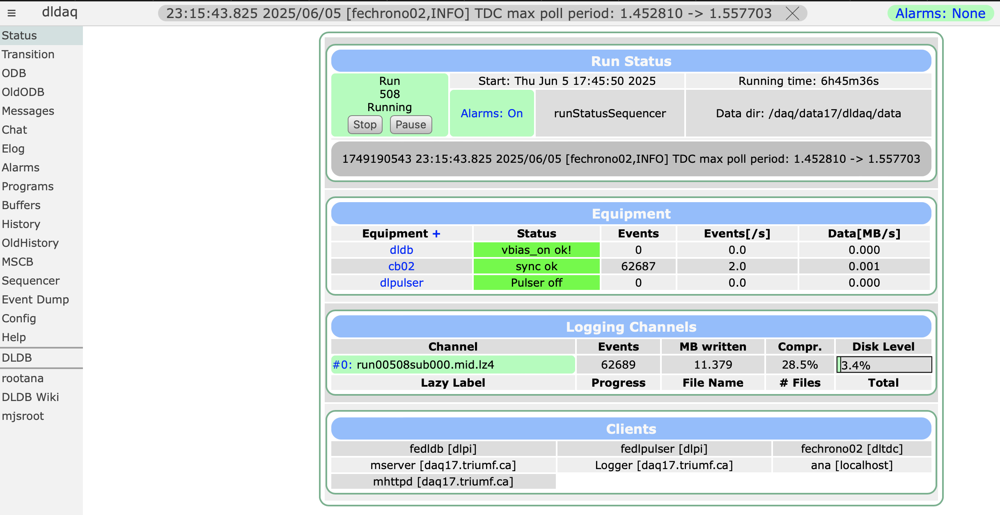 ☰ dldaq 23:15:43.825 2025/06/05 [fechrono02,INFO] TDC max poll period: 1.452810 -> 1.557703 Alarms: None
Status
Transition
ODB
OldODB
Messages
Chat
Elog
Alarms
Programs
Buffers
History
OldHistory
MSCB
Sequencer
Event Dump
Config
Help
DLDB
rootana
DLDB Wiki
mjsroot
Run Status
Run
508
Running
Stop Pause
Start: Thu Jun 5 17:45:50 2025
Running time: 6h45m36s
Alarms: On
runStatusSequencer
Data dir: /daq/data17/dldaq/data
1749190543 23:15:43.825 2025/06/05 [fechrono02,INFO] TDC max poll period: 1.452810 -> 1.557703
Equipment
Equipment + Status Events Events[/s] Data[MB/s]
dldb vbias_on ok! 0 0.0 0.000
cb02 sync ok 62687 2.0 0.001
dlpulser Pulser off 0 0.0 0.000
Logging Channels
Channel Events MB written Compr. Disk Level
#0: run00508sub000.mid.lz4 62689 11.379 28.5% 3.4%
Lazy Label Progress File Name # Files Total
Clients
fedldb [dlpi] fedlpulser [dlpi] fechrono02 [dltdc]
mserver [daq17.triumf.ca] Logger [daq17.triumf.ca] ana [localhost]
mhttpd [daq17.triumf.ca]